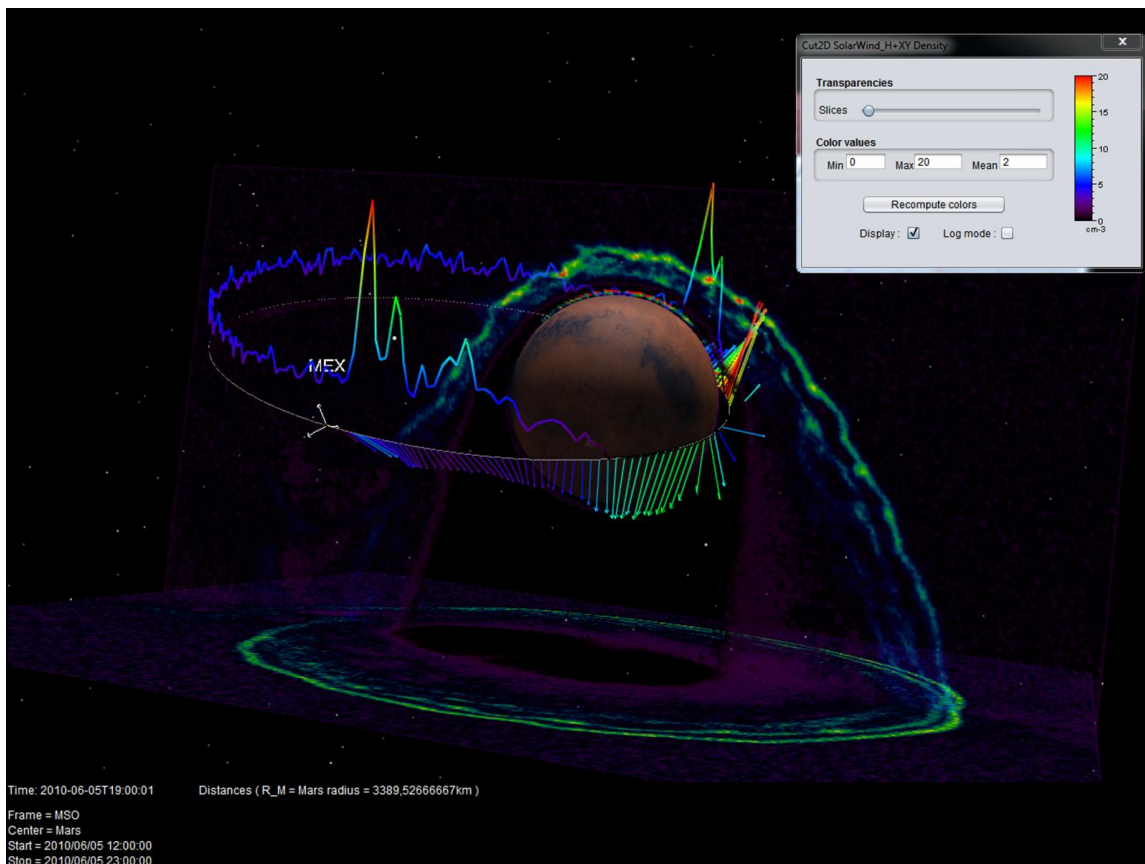 Cut2D SolarWind_H+XY Density
X
Transparencies
Slices
Color values
Min 0 Max 20 Mean 2
Recompute colors
Display : Log mode :
20
15
10
5
0
cm-3
MEX
Time: 2010-06-05T19:00:01 Distances ( R_M = Mars radius = 3389,52666667km )
Frame = MSO
Center = Mars
Start = 2010/06/05 12:00:00
Stop = 2010/06/05 23:00:00